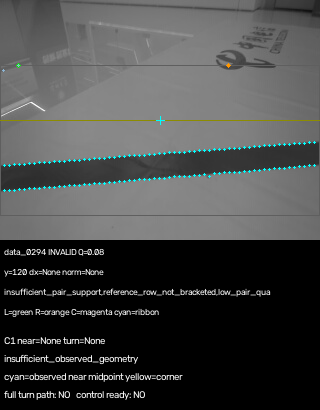 data_0294 INVALID Q=0.08
y=120 dx=None norm=None
insufficient_pair_support,reference_row_not_bracketed,low_pair_qua
L=green R=orange C=magenta cyan=ribbon
C1 near=None turn=None
insufficient_observed_geometry
cyan=observed near midpoint yellow=corner
full turn path: NO control ready: NO